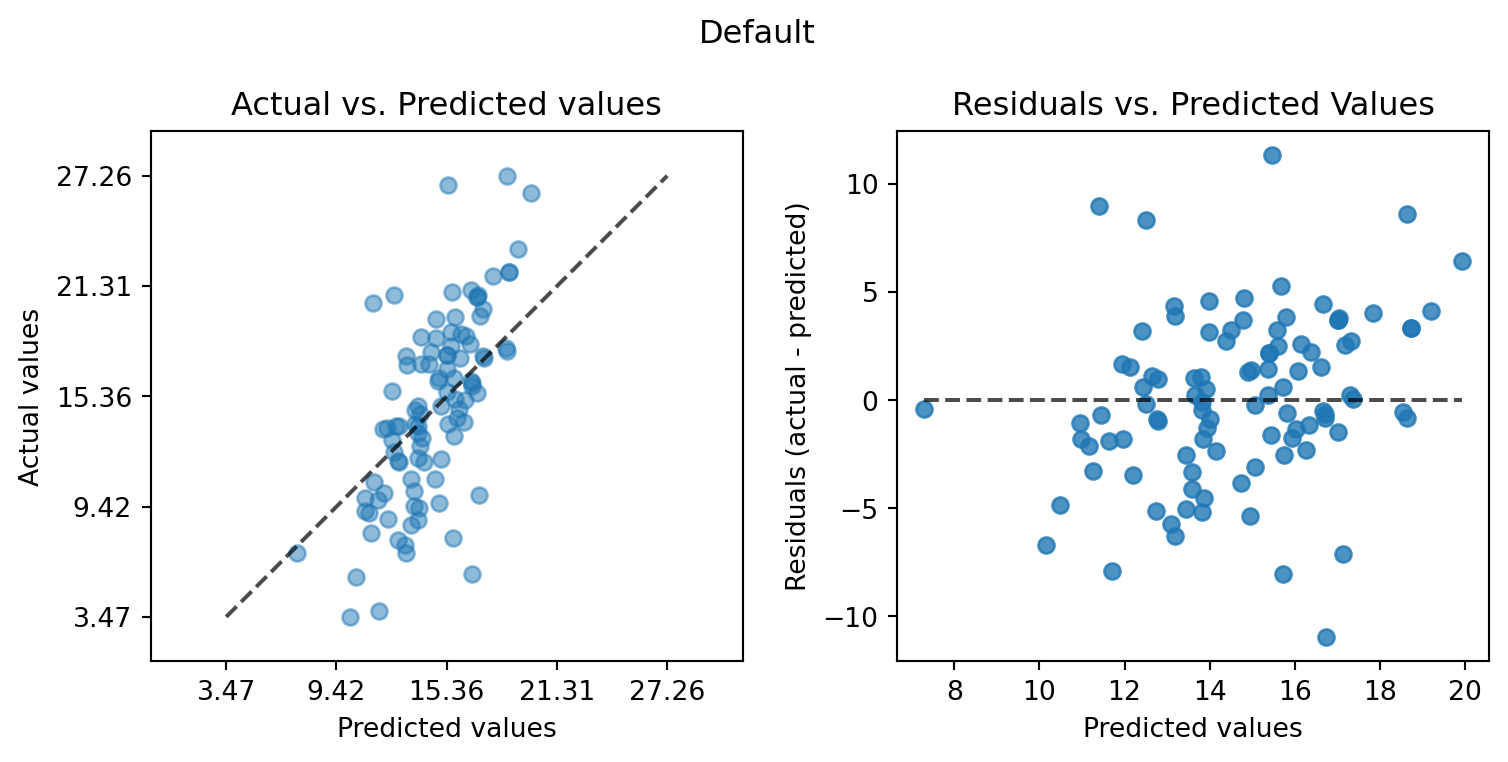 Default
Actual vs. Predicted values
27.26
21.31
15.36
9.42
3.47
Actual values
3.47 9.42 15.36 21.31 27.26
Predicted values
Residuals vs. Predicted Values
10
5
0
−5
−10
Residuals (actual - predicted)
8 10 12 14 16 18 20
Predicted values